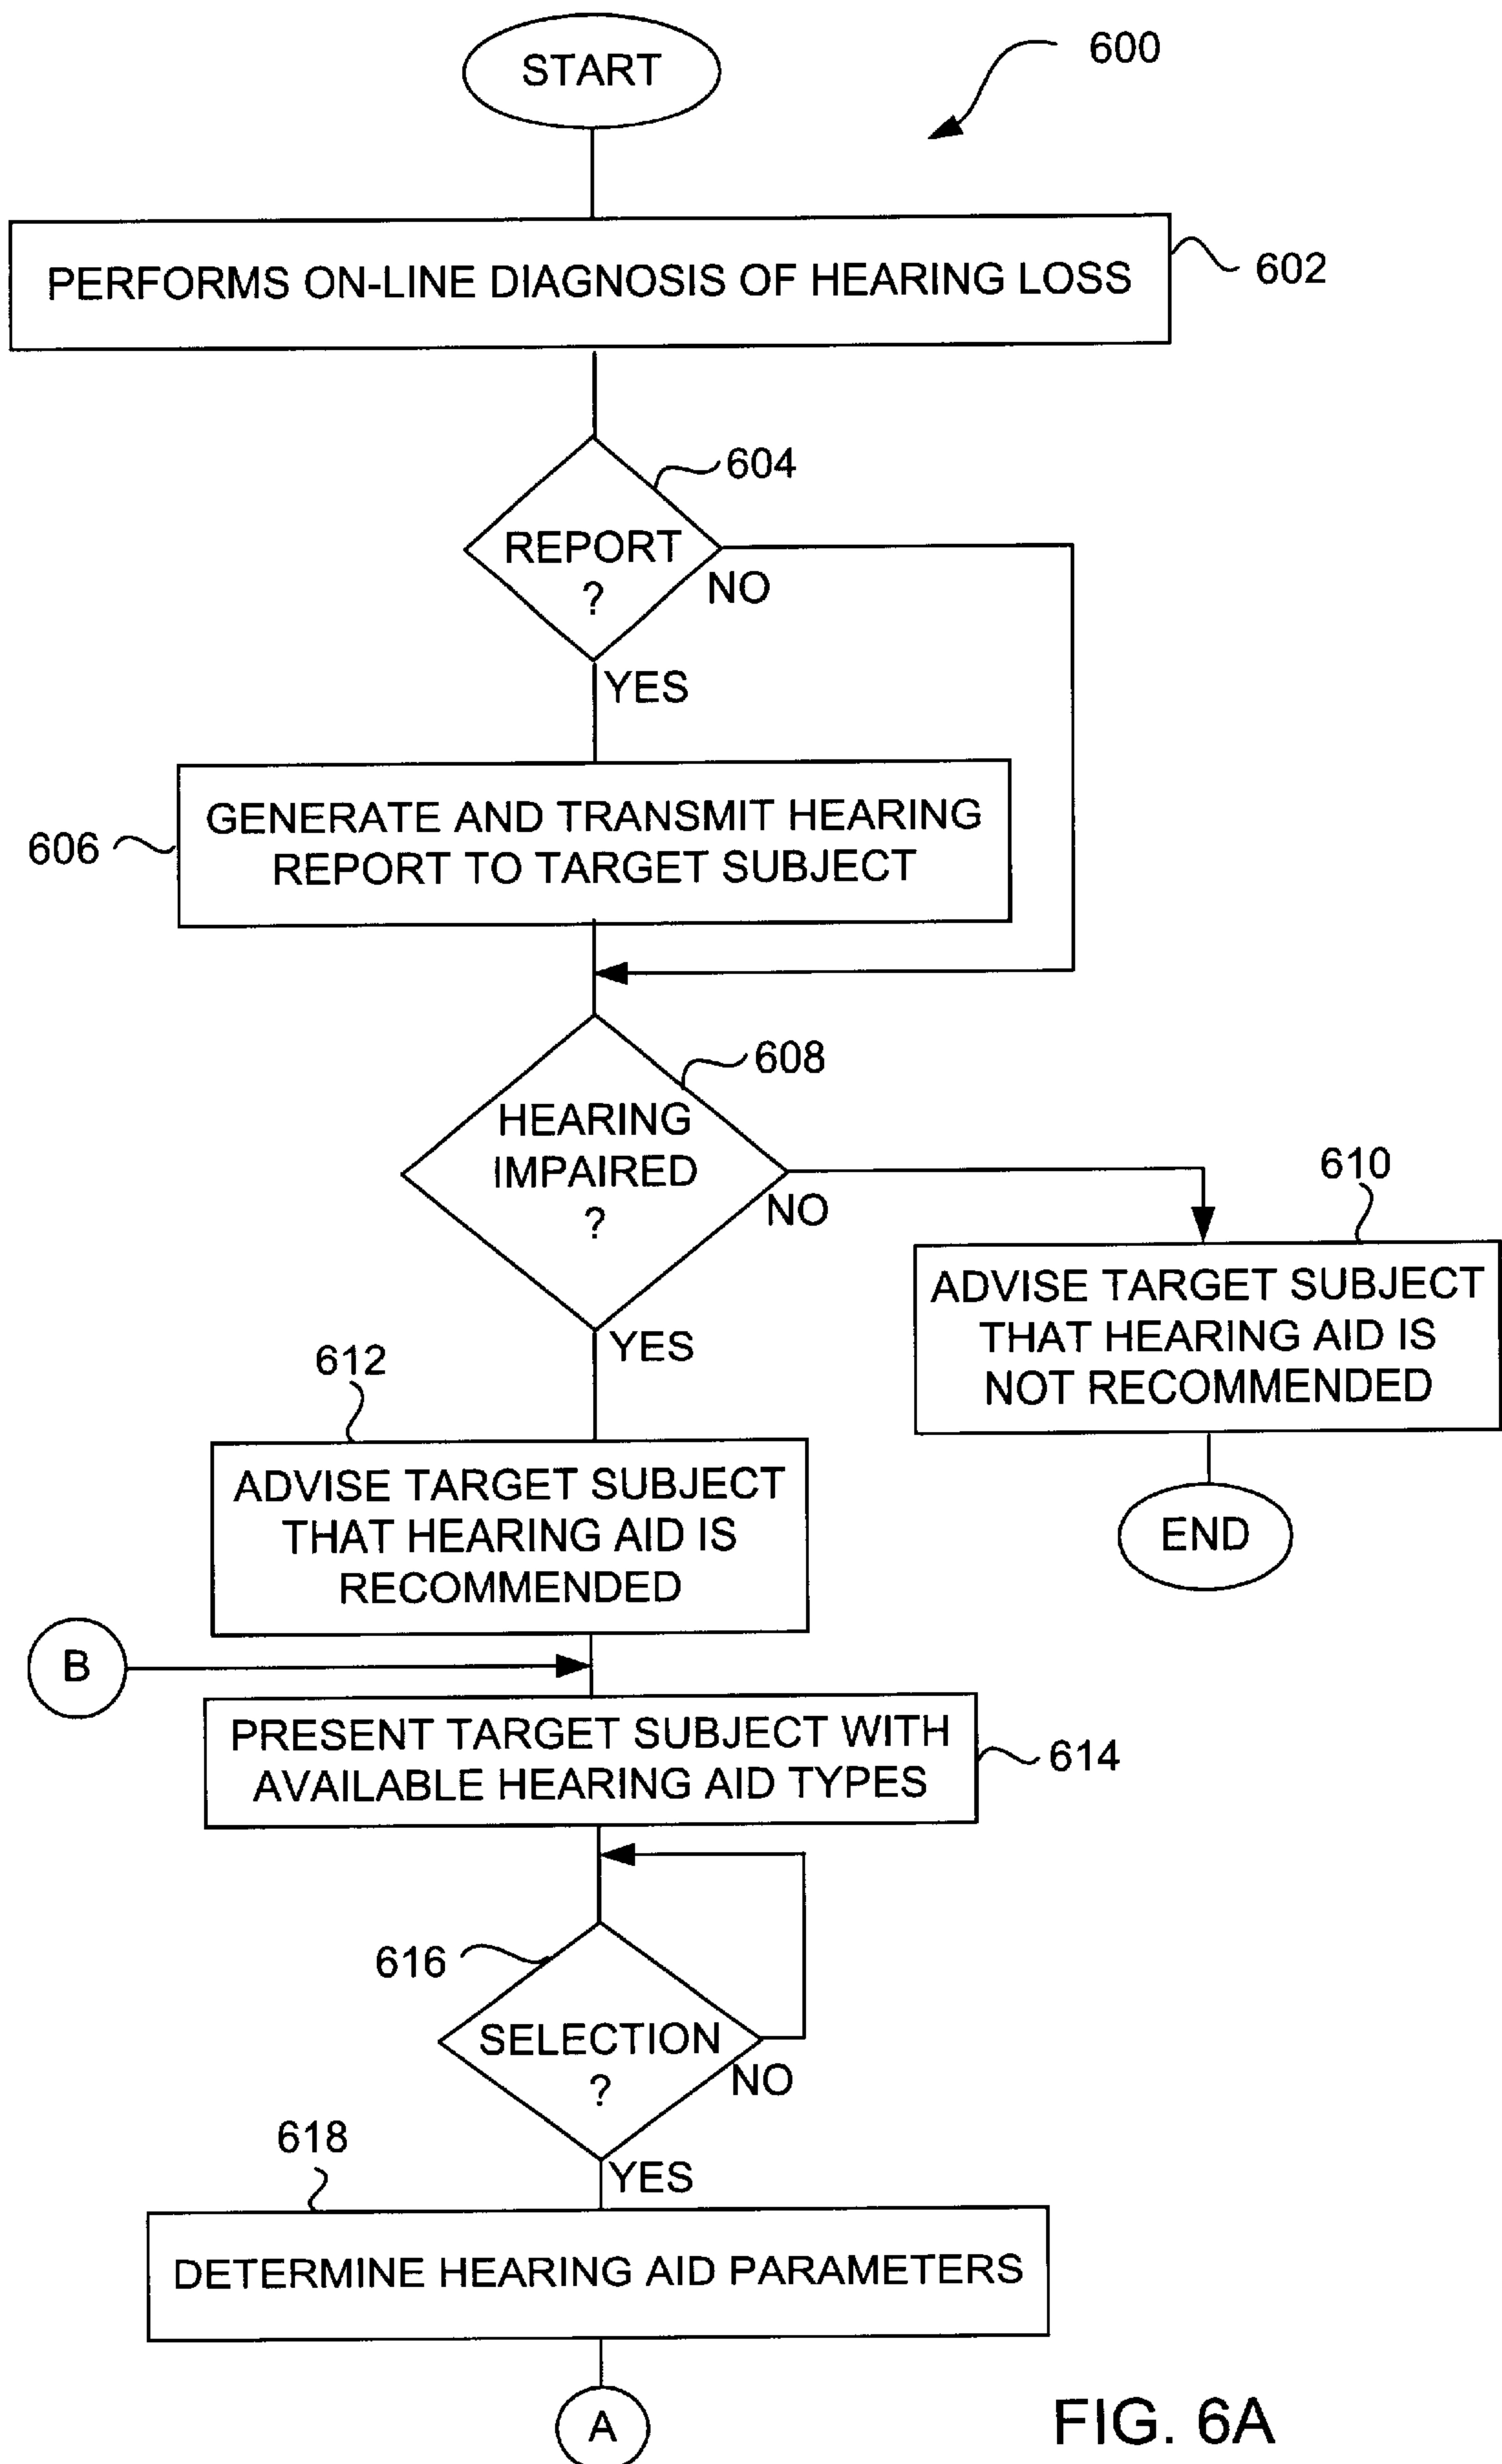 START
600
PERFORMS ON-LINE DIAGNOSIS OF HEARING LOSS
602
604
REPORT
?
NO
YES
GENERATE AND TRANSMIT HEARING
REPORT TO TARGET SUBJECT
606
608
HEARING
IMPAIRED
?
NO
610
ADVISE TARGET SUBJECT
THAT HEARING AID IS
NOT RECOMMENDED
END
YES
612
ADVISE TARGET SUBJECT
THAT HEARING AID IS
RECOMMENDED
B
PRESENT TARGET SUBJECT WITH
AVAILABLE HEARING AID TYPES
614
616
SELECTION
?
NO
YES
618
DETERMINE HEARING AID PARAMETERS
A
FIG. 6A